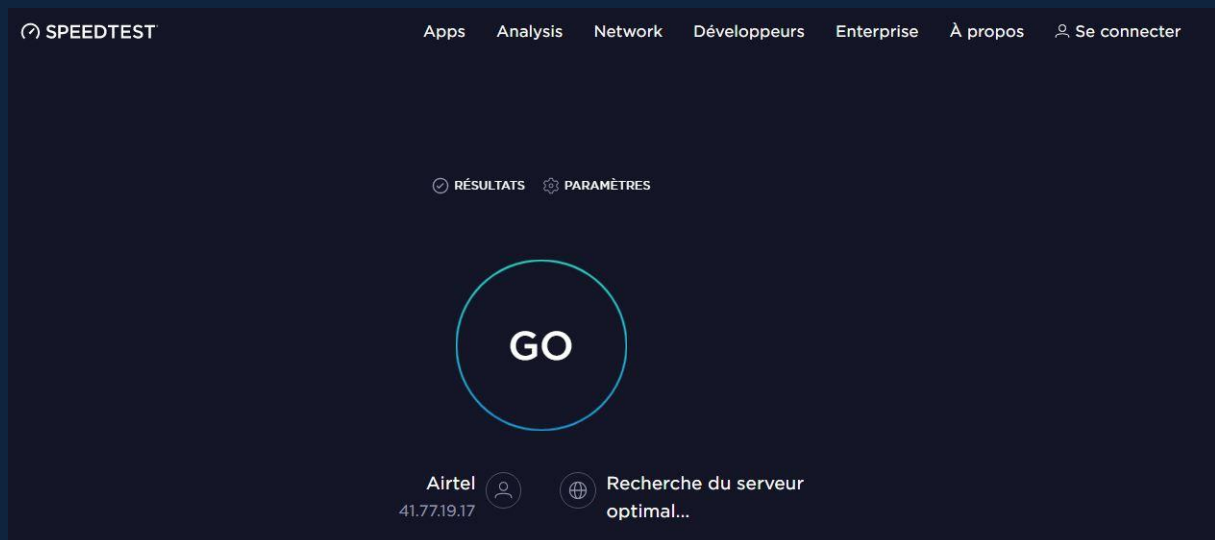 SPEEDTEST
Apps Analysis Network Développeurs Enterprise À propos Se connecter
RÉSULTATS PARAMÈTRES
GO
Airtel
41.77.19.17
Recherche du serveur
optimal...